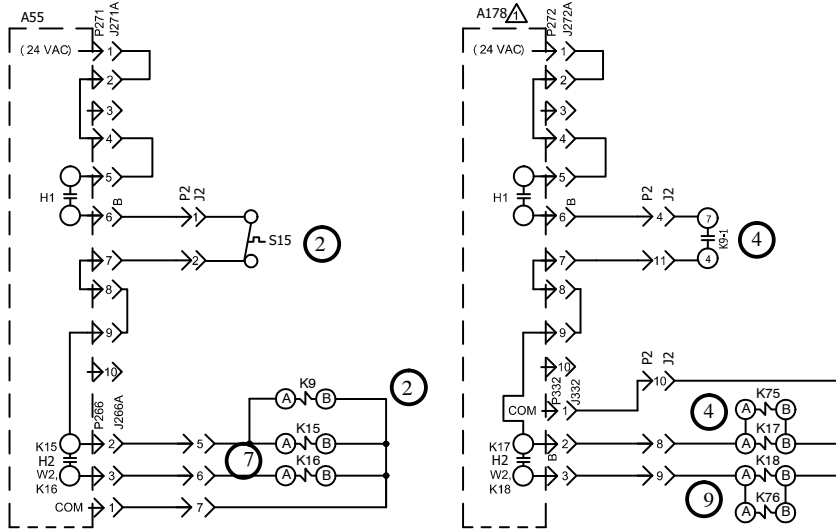 A55
P271
J271A
( 24 VAC)
1
2
3
4
5
H1
6
B
P2
J2
1
S15
2
7
2
8
9
10
P266
J266A
K9
A
B
2
K15
2
5
A
K15
B
H2
7
W2,
K16
3
6
A
K16
B
COM
1
7
A178
1
P272
J272A
( 24 VAC)
1
2
3
4
5
H1
6
B
P2
J2
4
7
K9-1
4
7
11
4
8
9
10
P332
J332
P2
J2
10
COM
1
K75
A
B
4
K17
2
8
A
K17
B
H2
B
W2,
K18
3
9
A
K18
B
9
A
K76
B